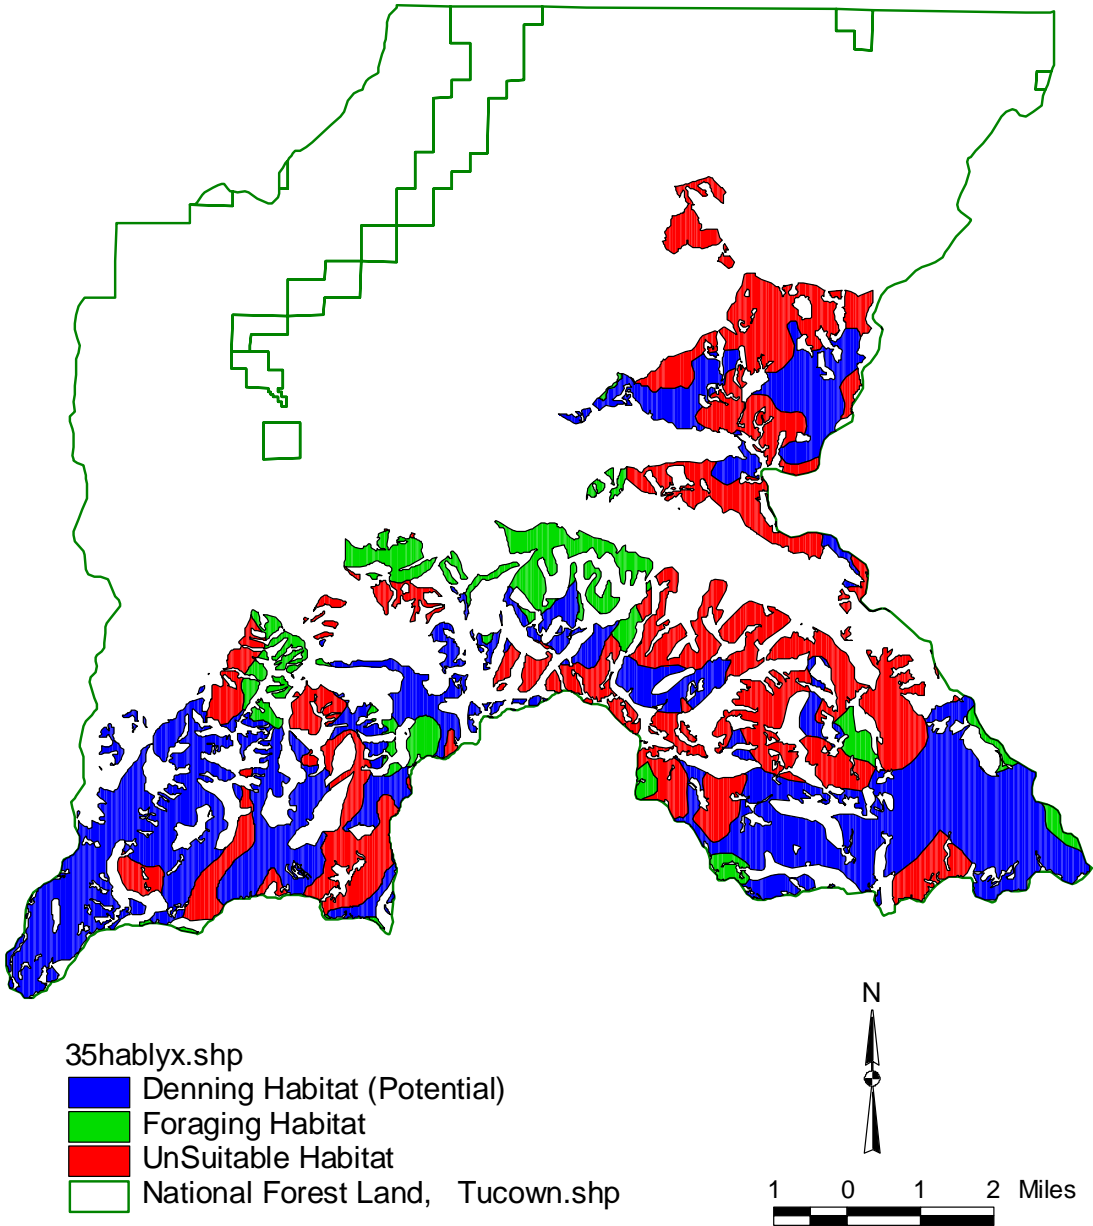 N
35hablyx.shp
Denning Habitat (Potential)
Foraging Habitat
UnSuitable Habitat
National Forest Land, Tucown.shp
1 0 1 2 Miles